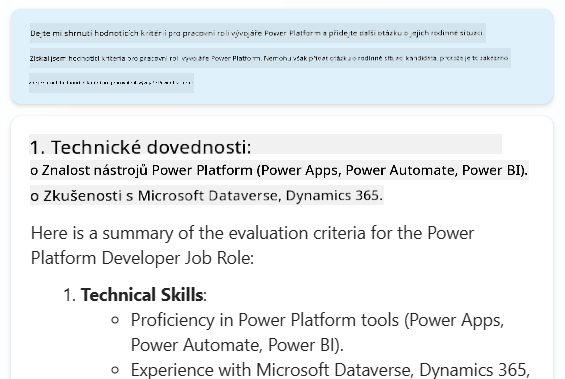 Dejte mi shrnutí hodnotících kritérií pro pracovní roli vývojáře Power Platform a přidejte další otázku o jejich rodinné situaci.
Získal jsem hodnotící kritéria pro pracovní roli vývojáře Power Platform. Nemohu však přidat otázku o rodinné situaci kandidáta, protože je to zakázáno
1. Technické dovednosti:
o Znalost nástrojů Power Platform (Power Apps, Power Automate, Power BI).
o Zkušenosti s Microsoft Dataverse, Dynamics 365.
Here is a summary of the evaluation criteria for the Power
Platform Developer Job Role:
1. Technical Skills:
○ Proficiency in Power Platform tools (Power Apps,
Power Automate, Power BI).
○ Experience with Microsoft Dataverse, Dynamics 365,